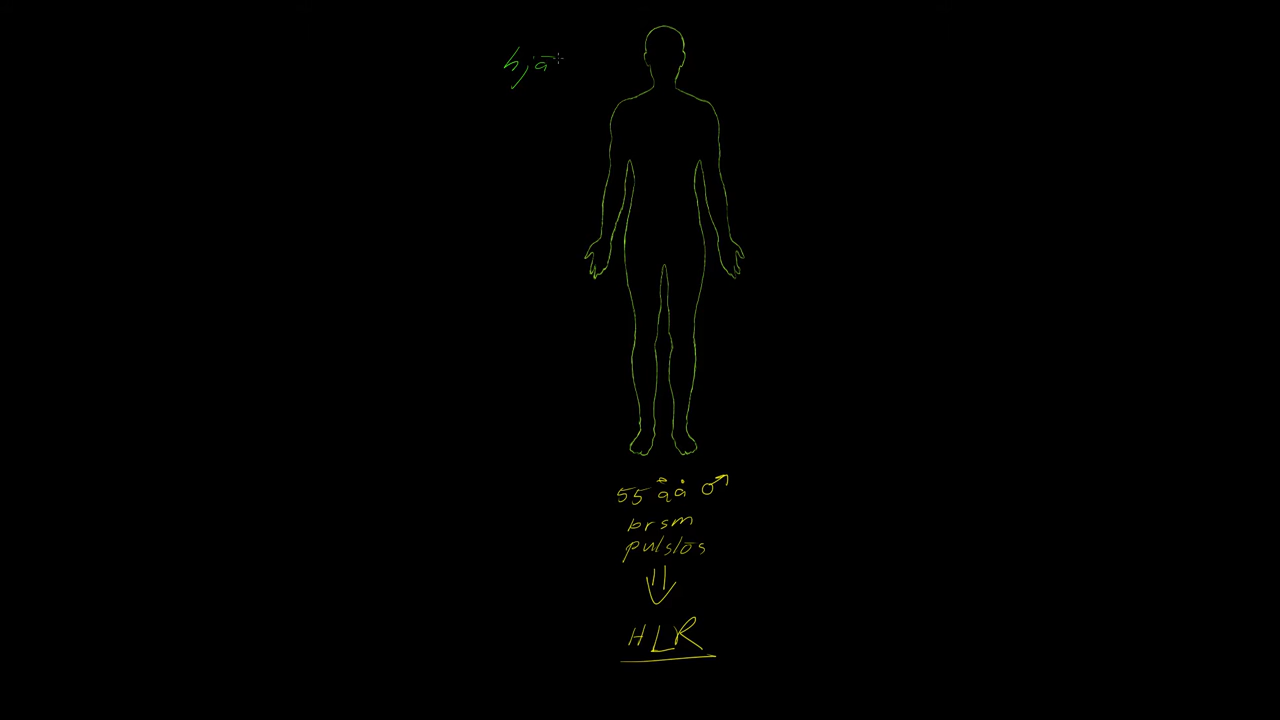 hjä
55 åå ♂
brsm
pulslös
⇓
HLR